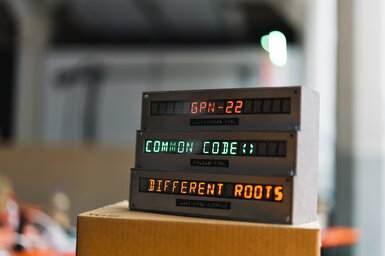 GPN-22
COMMON CODE()
DIFFERENT ROOTS